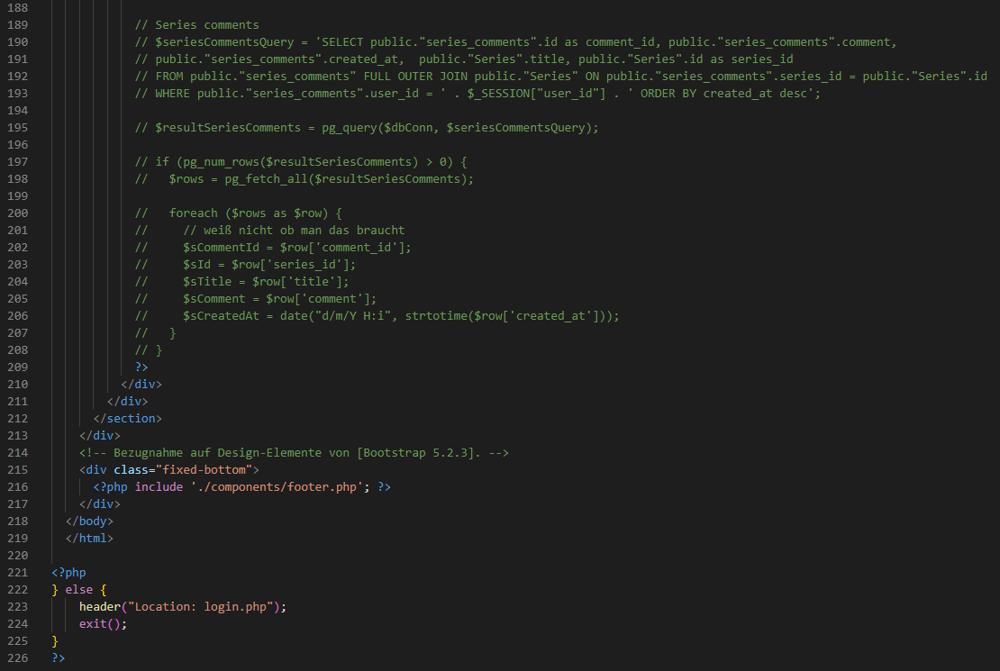 188
189 // Series comments
190 // $seriesCommentsQuery = 'SELECT public."series_comments".id as comment_id, public."series_comments".comment,
191 // public."series_comments".created_at,  public."Series".title, public."Series".id as series_id
192 // FROM public."series_comments" FULL OUTER JOIN public."Series" ON public."series_comments".series_id = public."Series".id
193 // WHERE public."series_comments".user_id = ' . $_SESSION["user_id"] . ' ORDER BY created_at desc';
194
195 // $resultSeriesComments = pg_query($dbConn, $seriesCommentsQuery);
196
197 // if (pg_num_rows($resultSeriesComments) > 0) {
198 //   $rows = pg_fetch_all($resultSeriesComments);
199
200 //   foreach ($rows as $row) {
201 //     // weiß nicht ob man das braucht
202 //     $sCommentId = $row['comment_id'];
203 //     $sId = $row['series_id'];
204 //     $sTitle = $row['title'];
205 //     $sComment = $row['comment'];
206 //     $sCreatedAt = date("d/m/Y H:i", strtotime($row['created_at']));
207 //   }
208 // }
209 ?>
210 </div>
211 </div>
212 </section>
213 </div>
214 <!-- Bezugnahme auf Design-Elemente von [Bootstrap 5.2.3]. -->
215 <div class="fixed-bottom">
216 <?php include './components/footer.php'; ?>
217 </div>
218 </body>
219 </html>
220
221 <?php
222 } else {
223 header("Location: login.php");
224 exit();
225 }
226 ?>